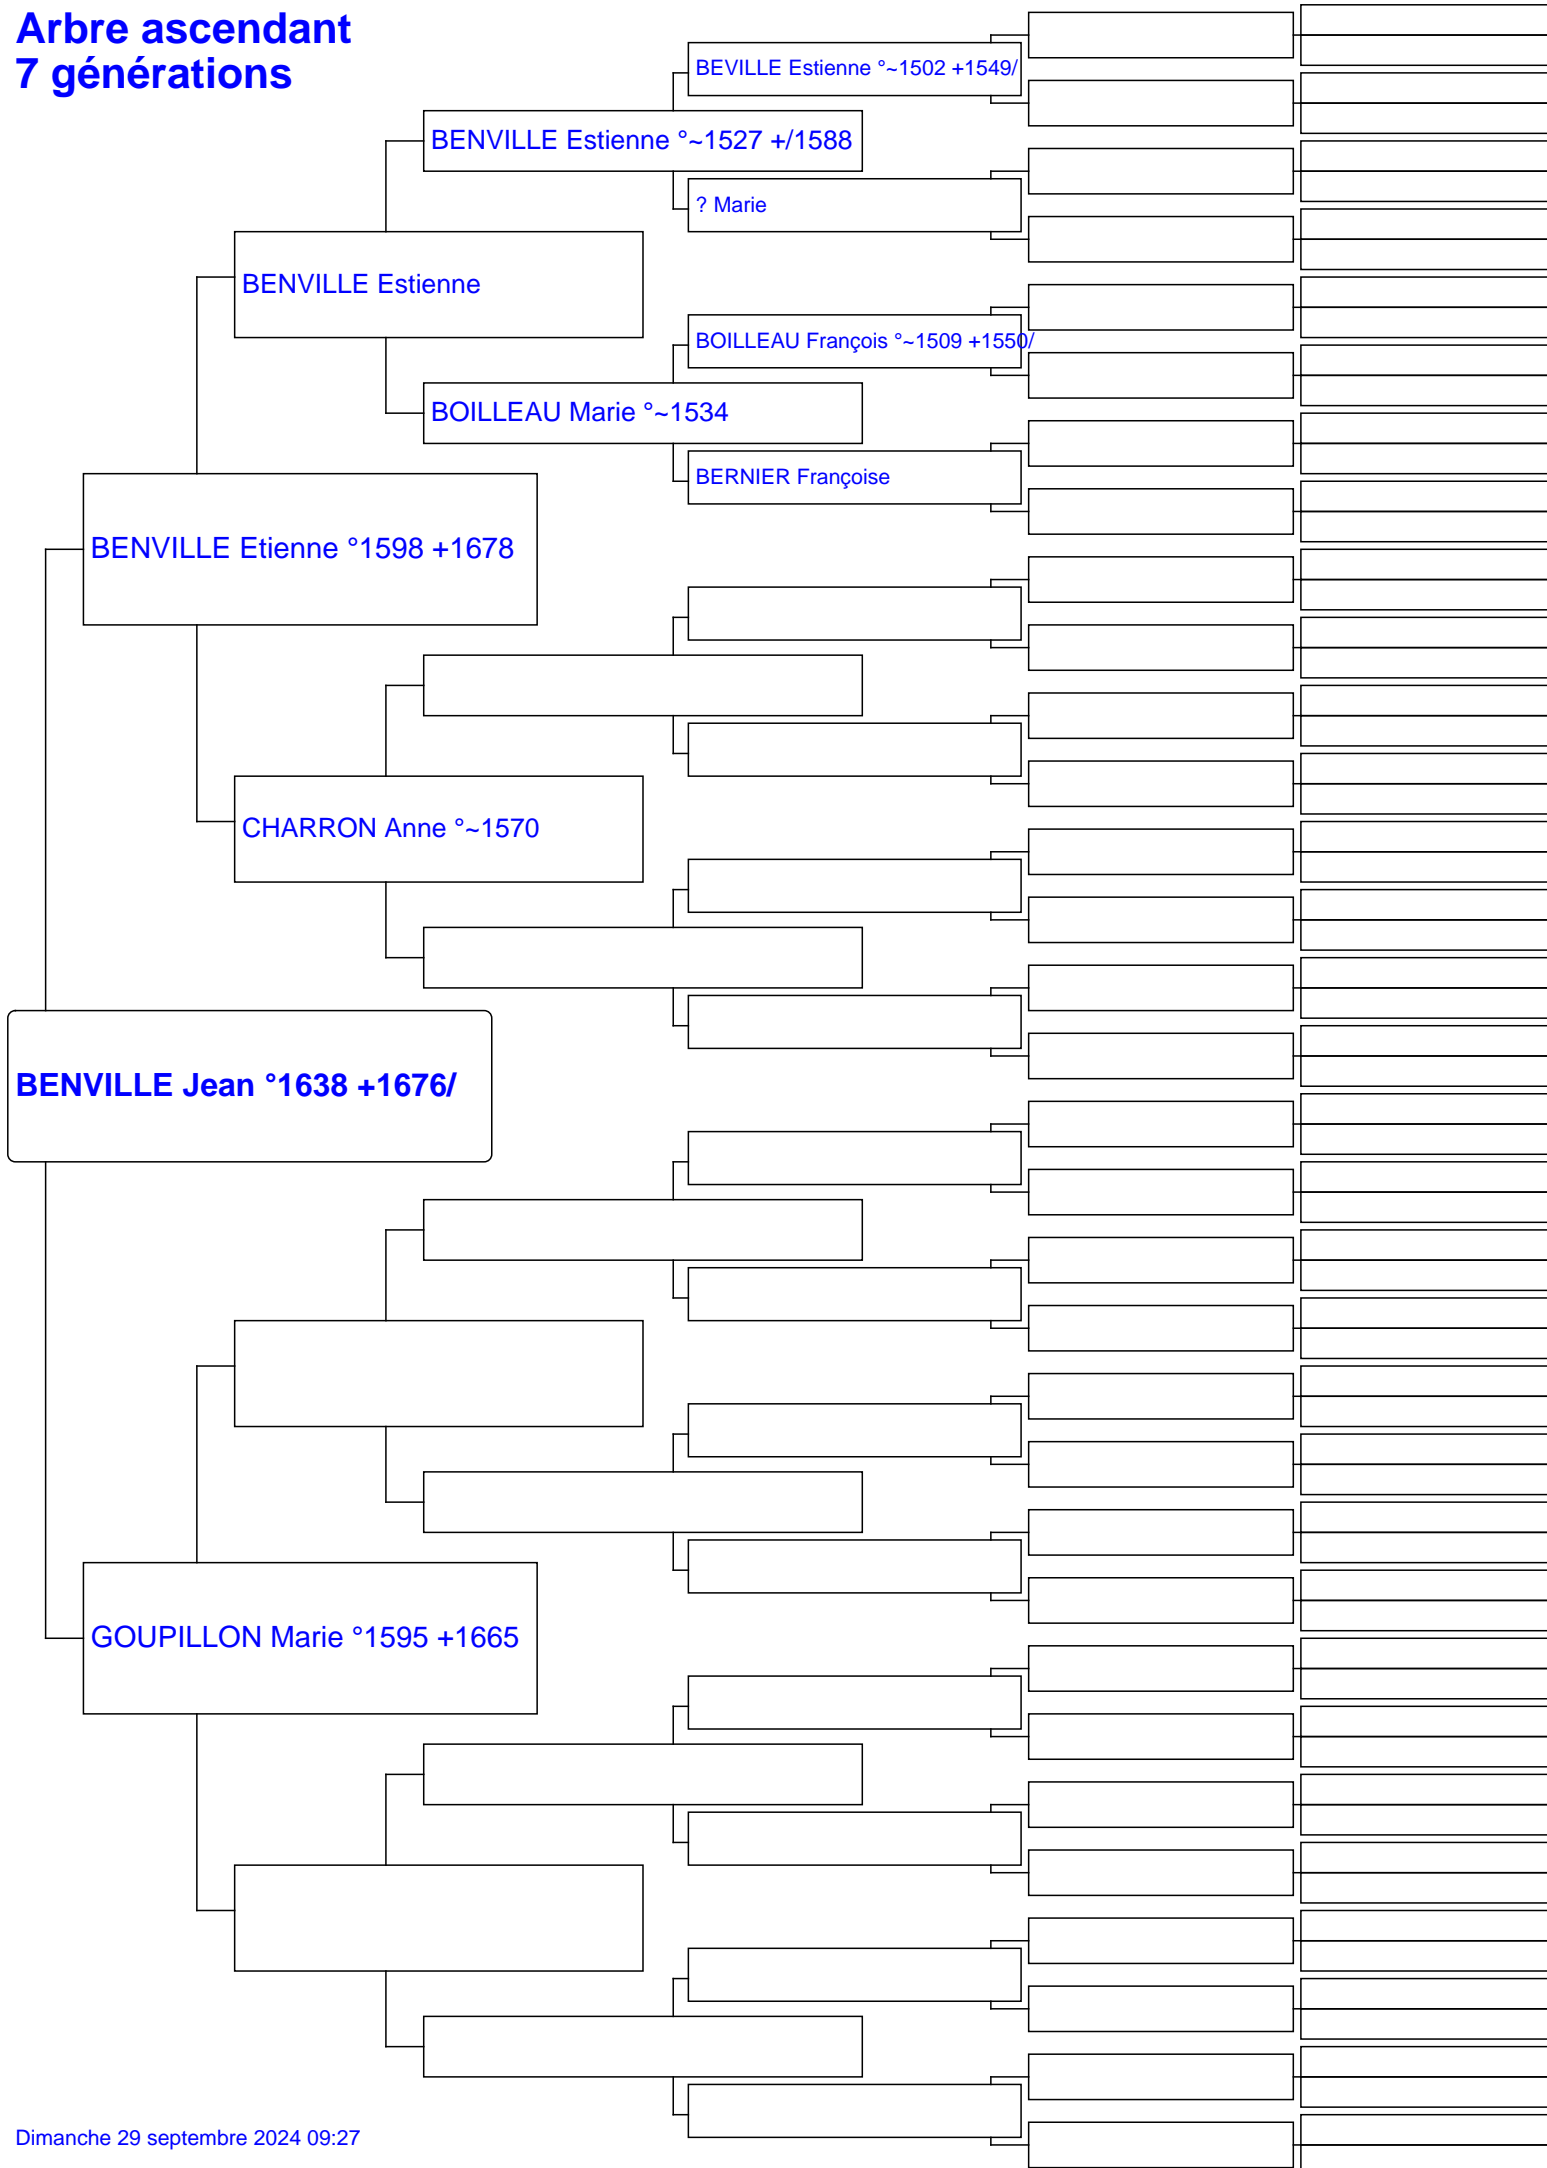 Arbre ascendant
7 générations
BEVILLE Estienne °~1502 +1549/
BENVILLE Estienne °~1527 +/1588
? Marie
BENVILLE Estienne
BOILLEAU François °~1509 +1550/
BOILLEAU Marie °~1534
BERNIER Françoise
BENVILLE Etienne °1598 +1678
CHARRON Anne °~1570
BENVILLE Jean °1638 +1676/
GOUPILLON Marie °1595 +1665
Dimanche 29 septembre 2024 09:27